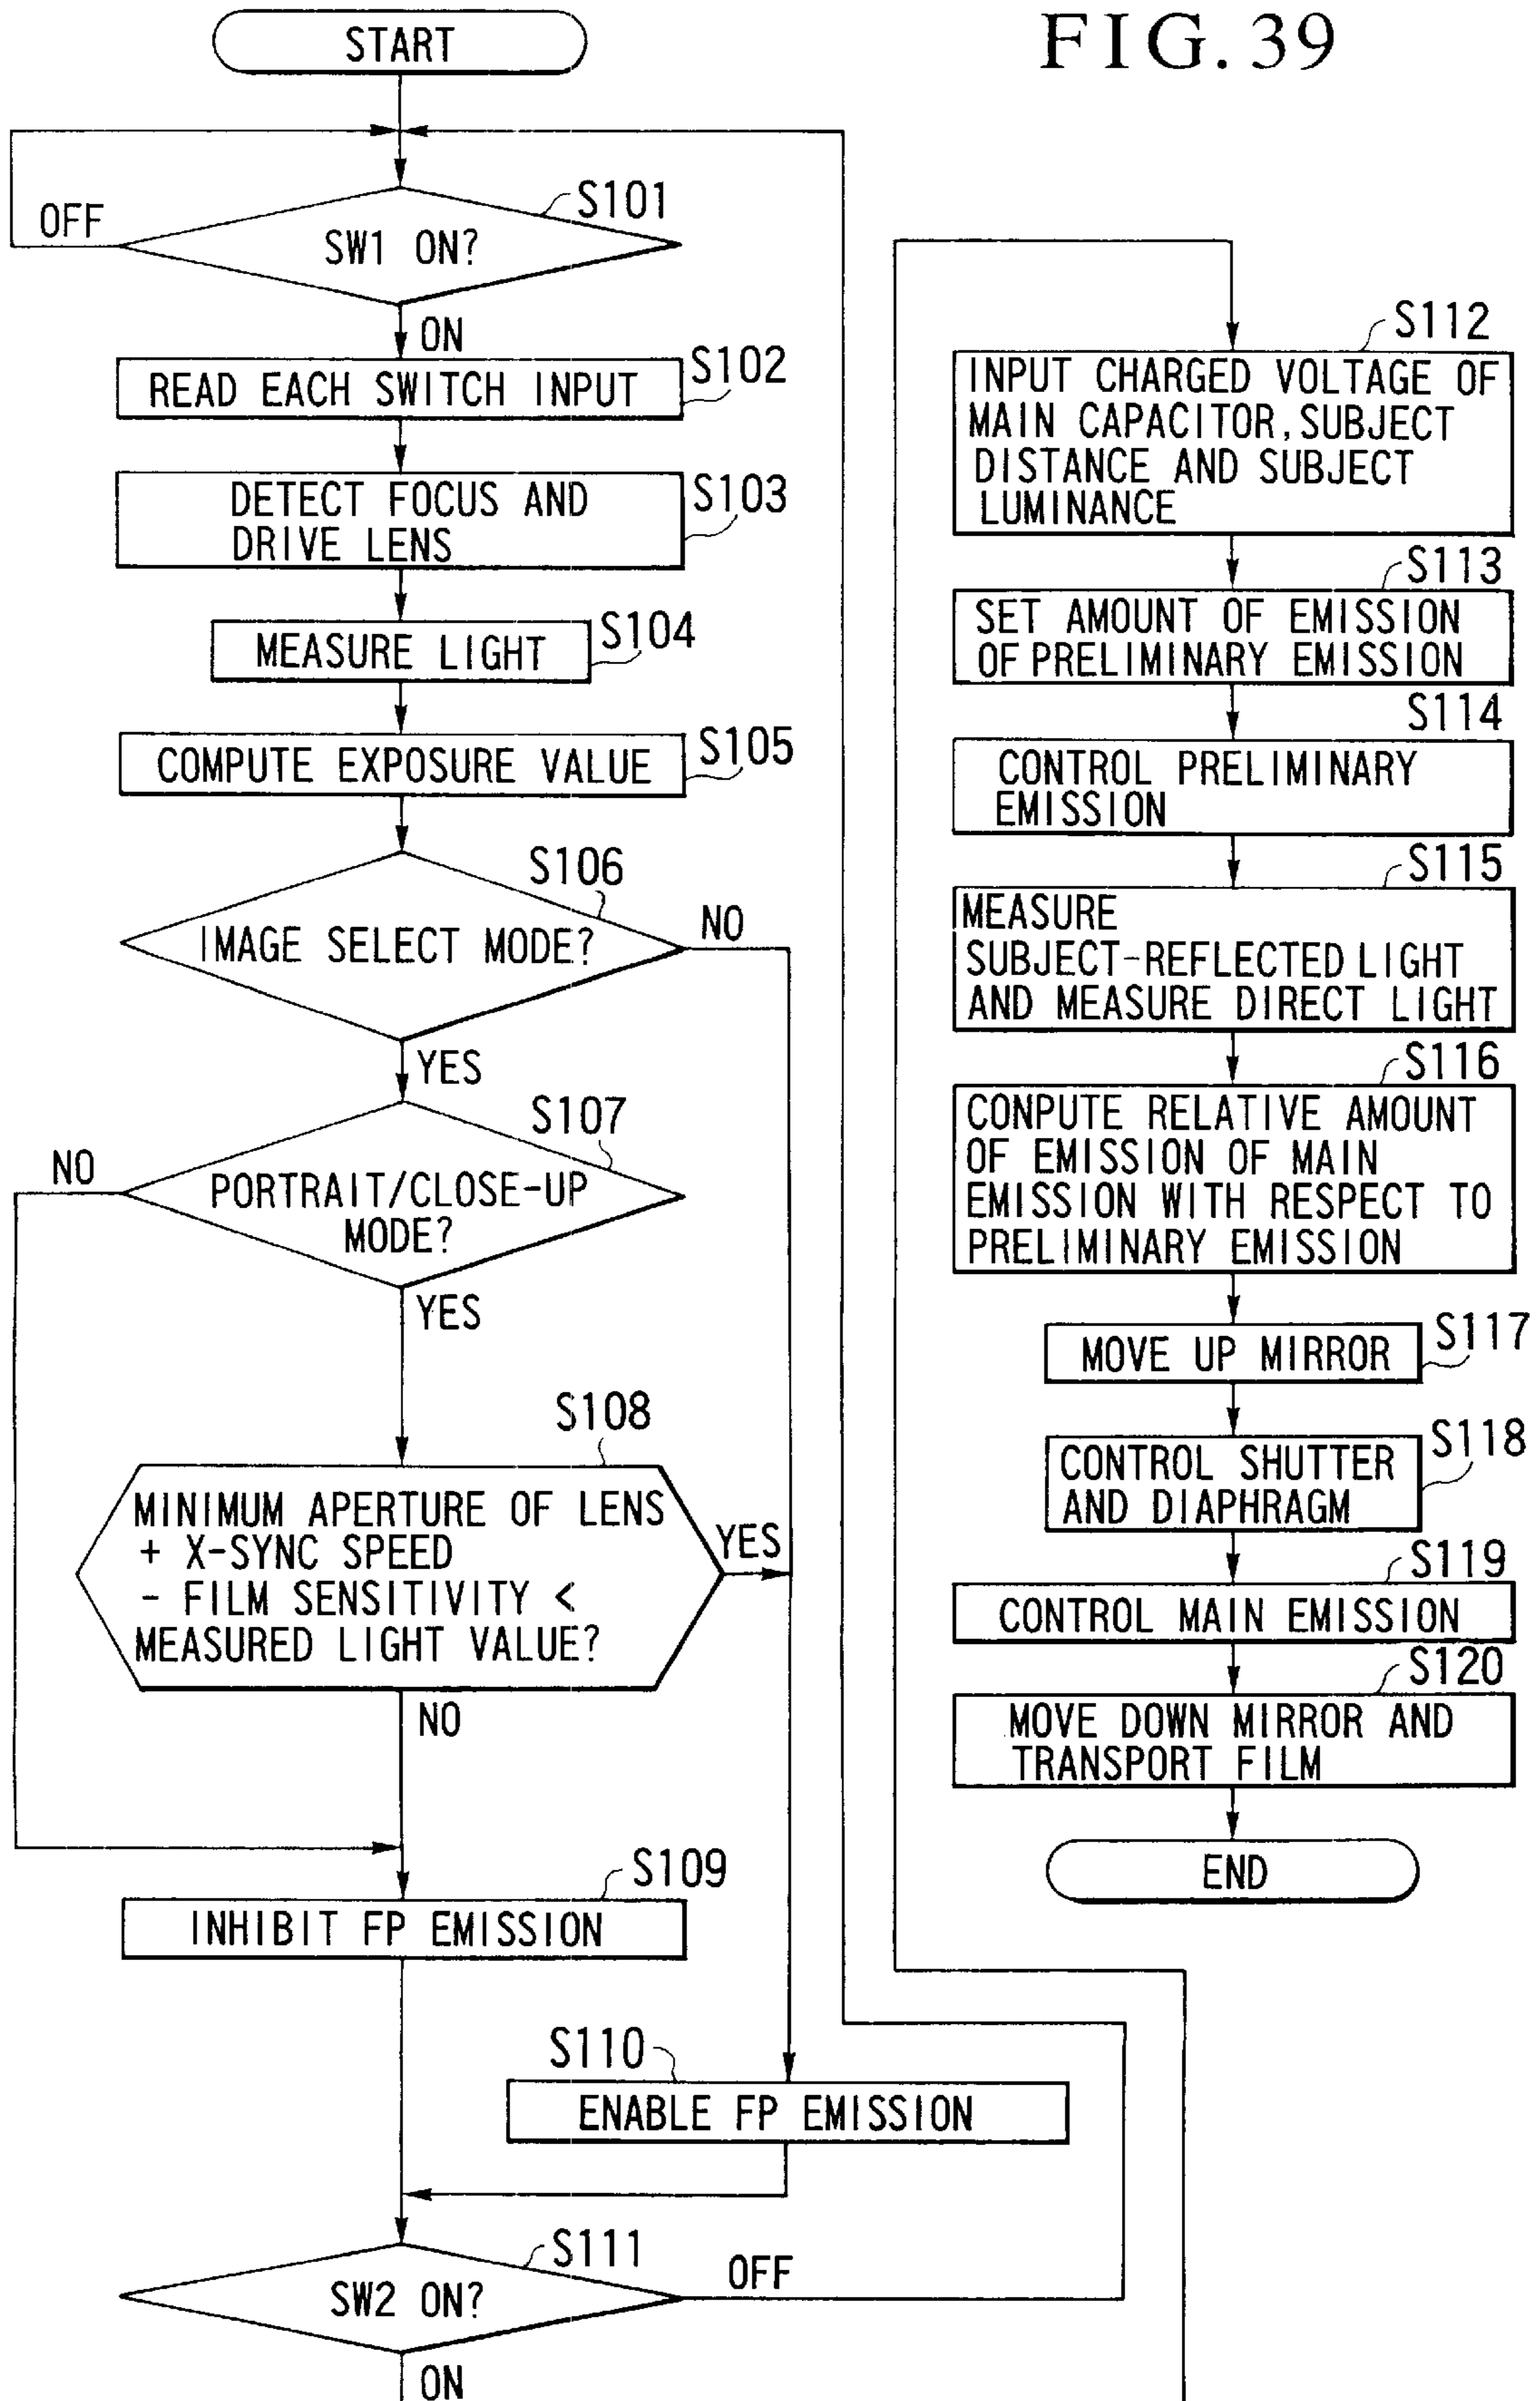 FIG. 39
START
S101
OFF
SW1 ON?
ON
READ EACH SWITCH INPUT
S102
DETECT FOCUS AND
DRIVE LENS
S103
MEASURE LIGHT
S104
COMPUTE EXPOSURE VALUE
S105
S106
IMAGE SELECT MODE?
NO
YES
S107
NO
PORTRAIT/CLOSE-UP
MODE?
YES
S108
MINIMUM APERTURE OF LENS
+ X-SYNC SPEED
- FILM SENSITIVITY <
MEASURED LIGHT VALUE?
YES
NO
S109
INHIBIT FP EMISSION
S110
ENABLE FP EMISSION
S111
SW2 ON?
OFF
ON
S112
INPUT CHARGED VOLTAGE OF
MAIN CAPACITOR, SUBJECT
DISTANCE AND SUBJECT
LUMINANCE
S113
SET AMOUNT OF EMISSION
OF PRELIMINARY EMISSION
S114
CONTROL PRELIMINARY
EMISSION
S115
MEASURE
SUBJECT-REFLECTED LIGHT
AND MEASURE DIRECT LIGHT
S116
CONPUTE RELATIVE AMOUNT
OF EMISSION OF MAIN
EMISSION WITH RESPECT TO
PRELIMINARY EMISSION
S117
MOVE UP MIRROR
S118
CONTROL SHUTTER
AND DIAPHRAGM
S119
CONTROL MAIN EMISSION
S120
MOVE DOWN MIRROR AND
TRANSPORT FILM
END